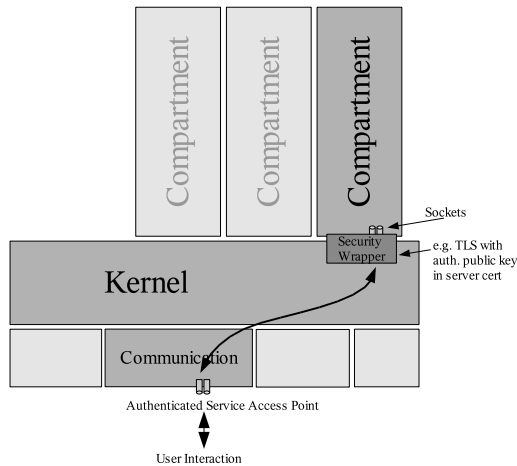 Compartment
Compartment
Compartment
Sockets
Security
Wrapper
e.g. TLS with
auth. public key
in server cert
Kernel
Communication
Authenticated Service Access Point
User Interaction